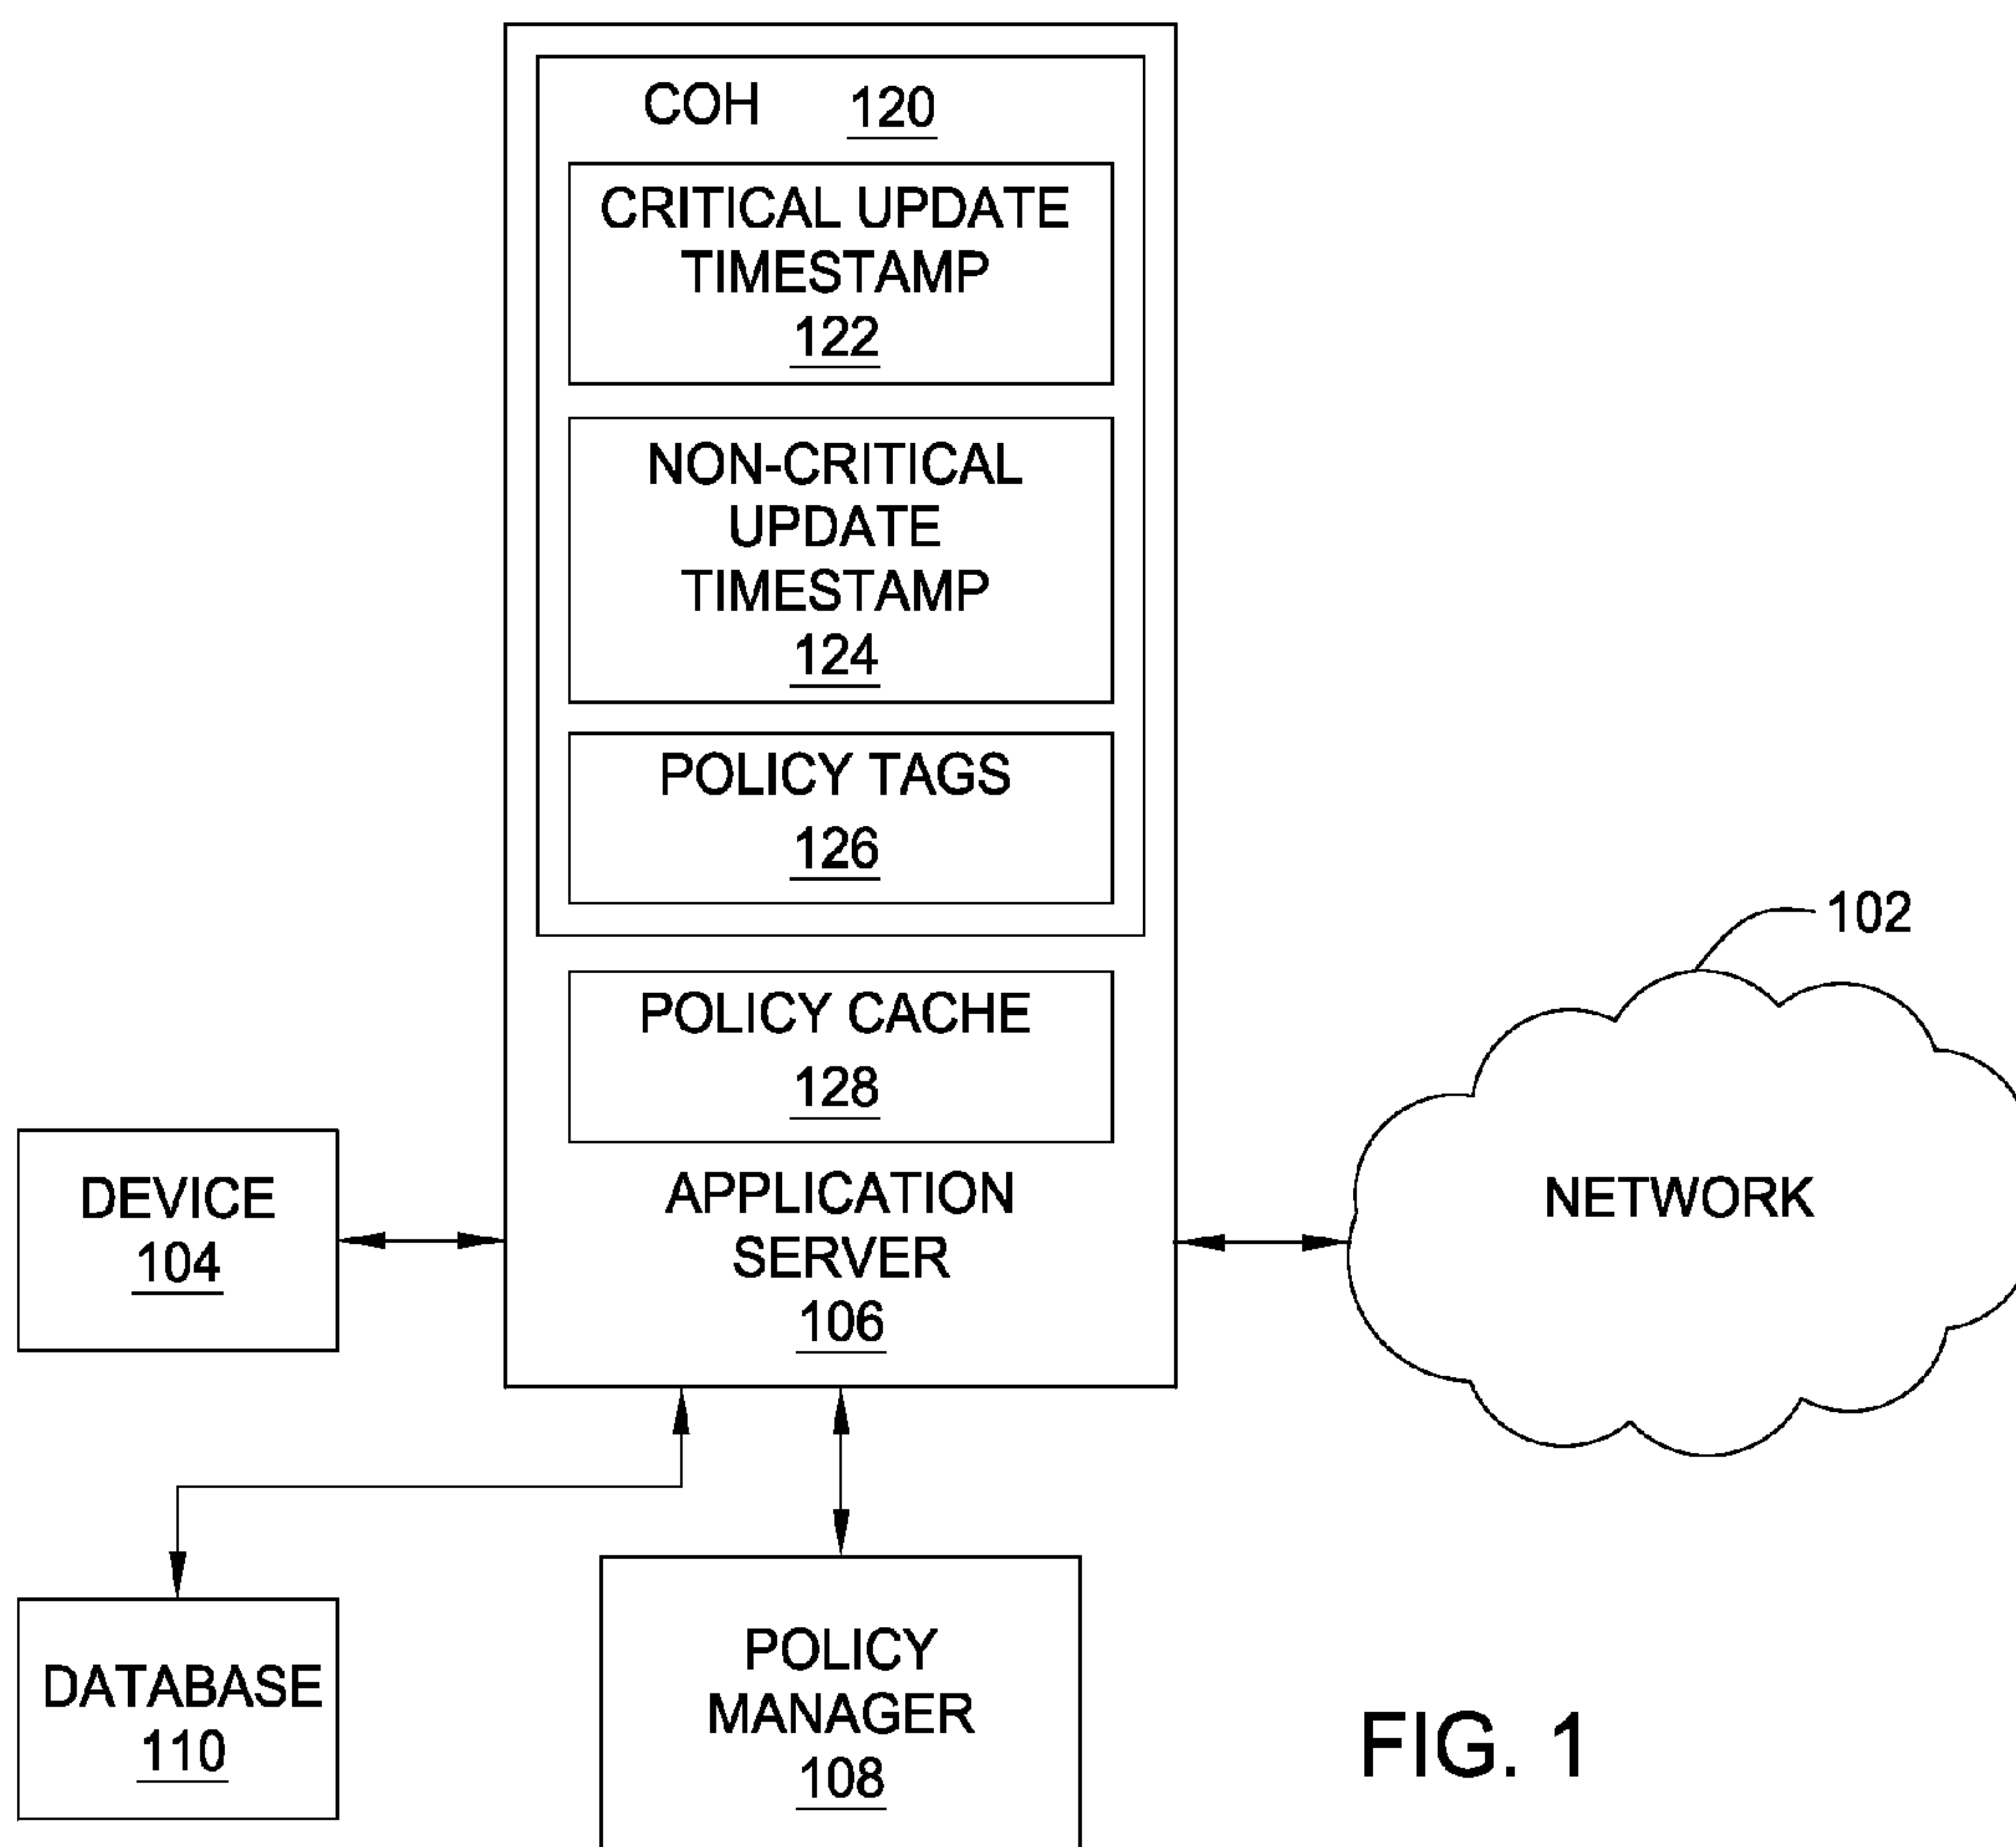 COH 120
CRITICAL UPDATE
TIMESTAMP
122
NON-CRITICAL
UPDATE
TIMESTAMP
124
POLICY TAGS
126
POLICY CACHE
128
APPLICATION
SERVER
106
DEVICE
104
102
NETWORK
DATABASE
110
POLICY
MANAGER
108
FIG. 1